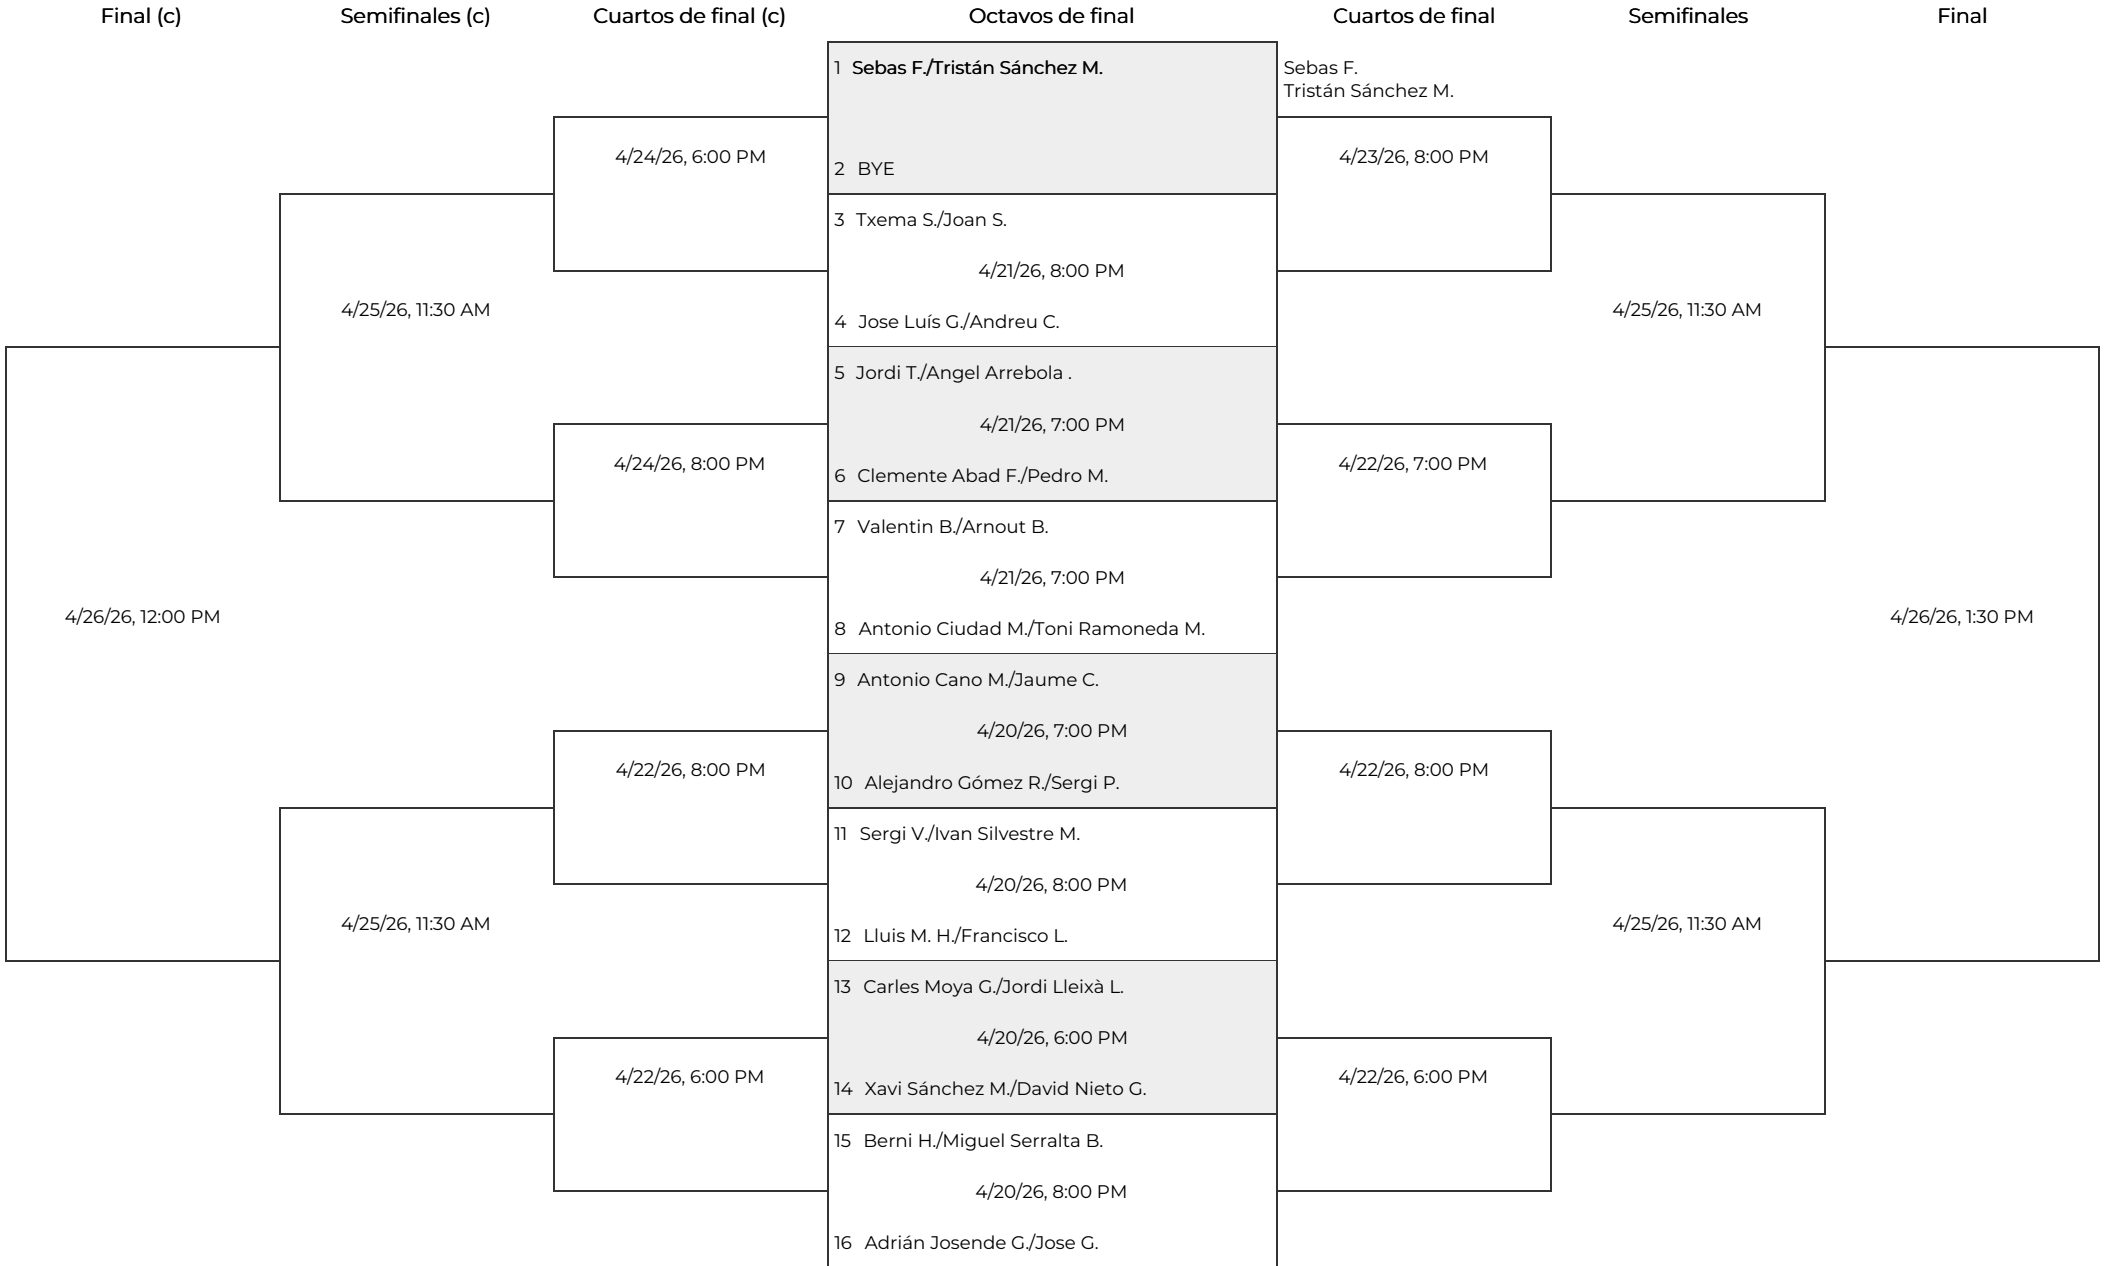 Final (c) Semifinales (c) Cuartos de final (c) Octavos de final Cuartos de final Semifinales Final
1 Sebas F./Tristán Sánchez M. Sebas F.
Tristán Sánchez M.
4/24/26, 6:00 PM 4/23/26, 8:00 PM
2 BYE
3 Txema S./Joan S.
4/21/26, 8:00 PM
4/25/26, 11:30 AM 4/25/26, 11:30 AM
4 Jose Luís G./Andreu C.
5 Jordi T./Angel Arrebola .
4/21/26, 7:00 PM
4/24/26, 8:00 PM 4/22/26, 7:00 PM
6 Clemente Abad F./Pedro M.
7 Valentin B./Arnout B.
4/21/26, 7:00 PM
4/26/26, 12:00 PM 4/26/26, 1:30 PM
8 Antonio Ciudad M./Toni Ramoneda M.
9 Antonio Cano M./Jaume C.
4/20/26, 7:00 PM
4/22/26, 8:00 PM 4/22/26, 8:00 PM
10 Alejandro Gómez R./Sergi P.
11 Sergi V./Ivan Silvestre M.
4/20/26, 8:00 PM
4/25/26, 11:30 AM 4/25/26, 11:30 AM
12 Lluis M. H./Francisco L.
13 Carles Moya G./Jordi Lleixà L.
4/20/26, 6:00 PM
4/22/26, 6:00 PM 4/22/26, 6:00 PM
14 Xavi Sánchez M./David Nieto G.
15 Berni H./Miguel Serralta B.
4/20/26, 8:00 PM
16 Adrián Josende G./Jose G.